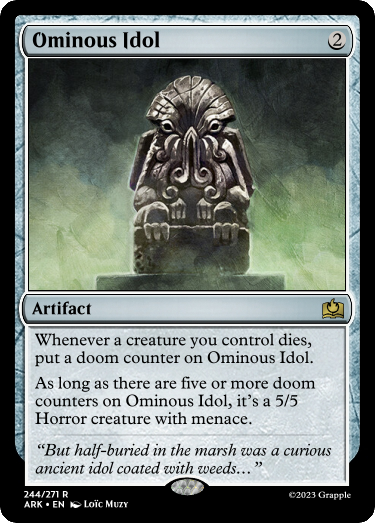 Ominous Idol 2
Artifact
Whenever a creature you control dies,
put a doom counter on Ominous Idol.
As long as there are five or more doom
counters on Ominous Idol, it's a 5/5
Horror creature with menace.
“But half-buried in the marsh was a curious
ancient idol coated with weeds…”
244/271 R
ARK • EN Loïc Muzy
©2023 Grapple